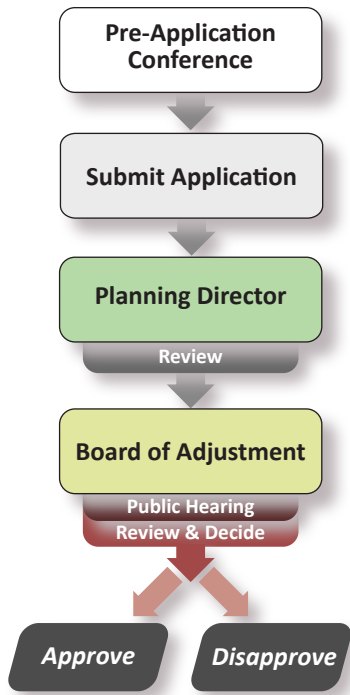 Pre-Application
Conference
Submit Application
Planning Director
Review
Board of Adjustment
Public Hearing
Review & Decide
Approve
Disapprove